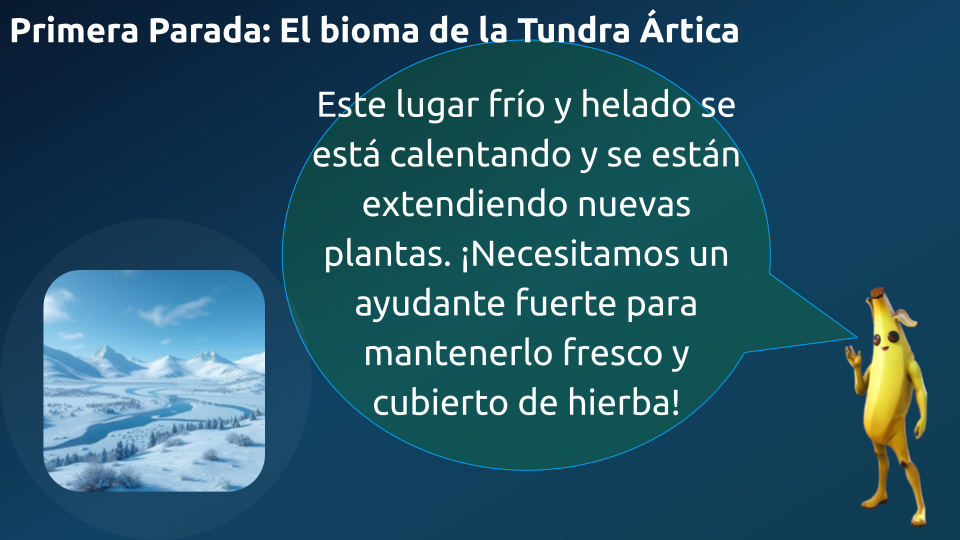 Primera Parada: El bioma de la Tundra Ártica
Este lugar frío y helado se
está calentando y se están
extendiendo nuevas
plantas. ¡Necesitamos un
ayudante fuerte para
mantenerlo fresco y
cubierto de hierba!